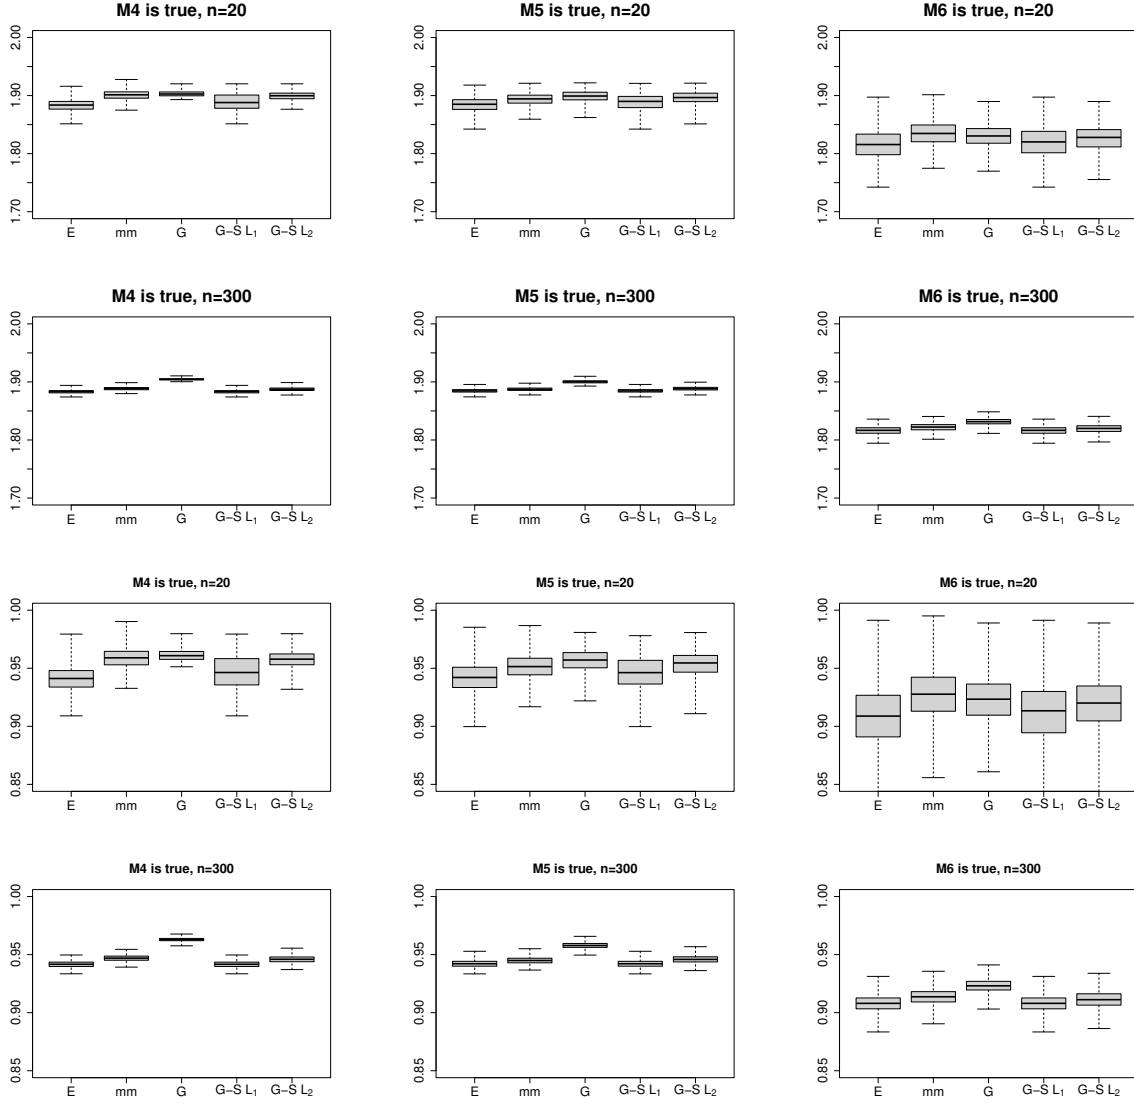 M4 is true, n=20
2.00
1.90
1.80
1.70
E mm G G−S L₁ G−S L₂
M5 is true, n=20
2.00
1.90
1.80
1.70
E mm G G−S L₁ G−S L₂
M6 is true, n=20
2.00
1.90
1.80
1.70
E mm G G−S L₁ G−S L₂
M4 is true, n=300
2.00
1.90
1.80
1.70
E mm G G−S L₁ G−S L₂
M5 is true, n=300
2.00
1.90
1.80
1.70
E mm G G−S L₁ G−S L₂
M6 is true, n=300
2.00
1.90
1.80
1.70
E mm G G−S L₁ G−S L₂
M4 is true, n=20
1.00
0.95
0.90
0.85
E mm G G−S L₁ G−S L₂
M5 is true, n=20
1.00
0.95
0.90
0.85
E mm G G−S L₁ G−S L₂
M6 is true, n=20
1.00
0.95
0.90
0.85
E mm G G−S L₁ G−S L₂
M4 is true, n=300
1.00
0.95
0.90
0.85
E mm G G−S L₁ G−S L₂
M5 is true, n=300
1.00
0.95
0.90
0.85
E mm G G−S L₁ G−S L₂
M6 is true, n=300
1.00
0.95
0.90
0.85
E mm G G−S L₁ G−S L₂